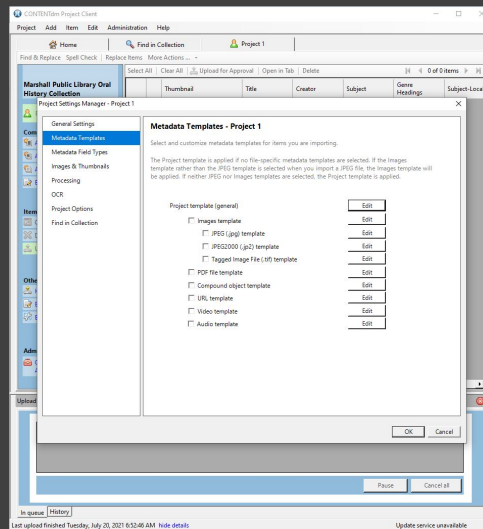 CONTENTdm Project Client
Project Add Item Edit Administration Help
Home Find in Collection Project 1
Find & Replace Spell Check Replace Items More Actions ...
Select All Clear All Upload for Approval Open in Tab Delete 0 of 0 items
Marshall Public Library Oral History Collection
Thumbnail Title Creator Subject Genre Headings Subject-Local
Project Settings Manager - Project 1
General Settings
Metadata Templates
Metadata Field Types
Images & Thumbnails
Processing
OCR
Project Options
Find in Collection
Metadata Templates - Project 1
Select and customize metadata templates for items you are importing.
The Project template is applied if no file-specific metadata templates are selected. If the Images
template rather than the JPEG template is selected when you import a JPEG file, the Images template will
be applied. If neither JPEG nor Images templates are selected, the Project template is applied.
Project template (general) Edit
Images template Edit
JPEG (.jpg) template Edit
JPEG2000 (.jp2) template Edit
Tagged Image File (.tif) template Edit
PDF file template Edit
Compound object template Edit
URL template Edit
Video template Edit
Audio template Edit
OK Cancel
Com
Item
Othe
Adm
Upload
Pause Cancel all
In queue History
Last upload finished Tuesday, July 20, 2021 6:52:46 AM hide details Update service unavailable